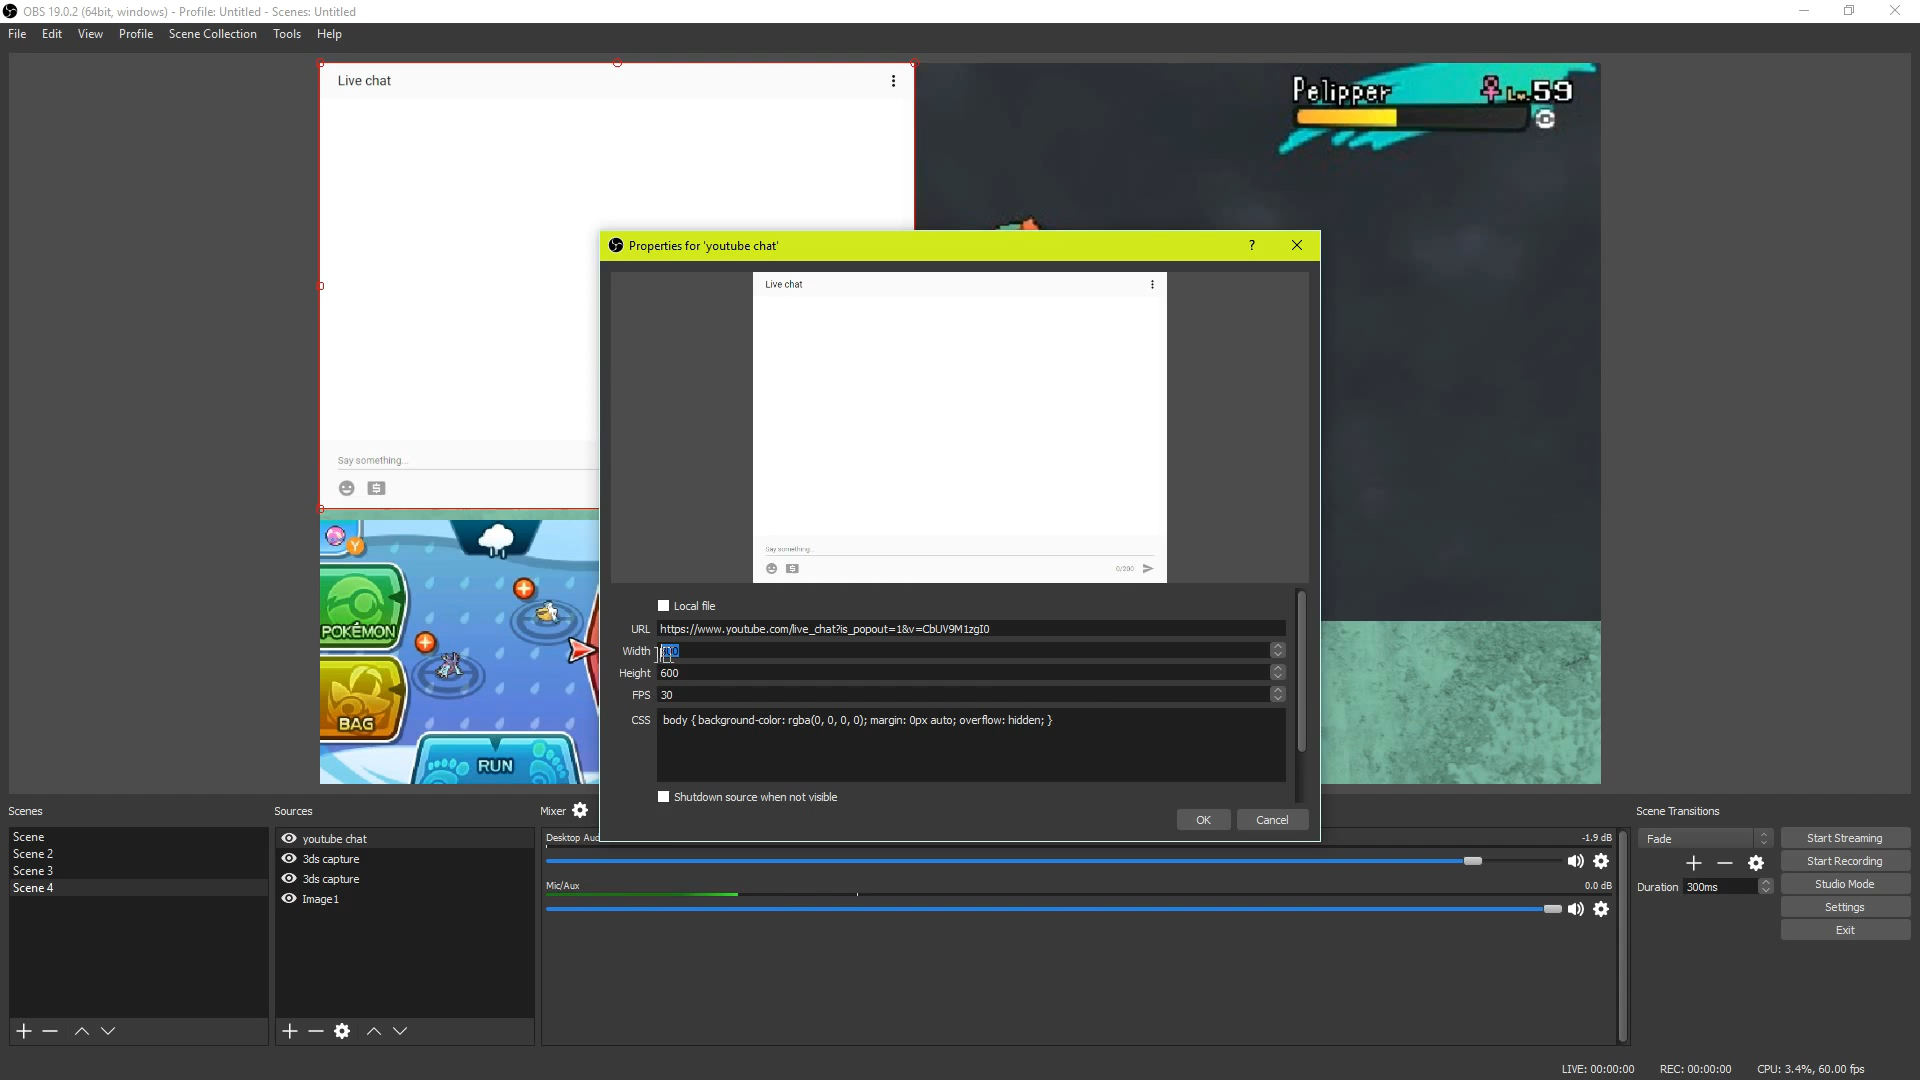 OBS 19.0.2 (64bit, windows) - Profile: Untitled - Scenes: Untitled
File Edit View Profile Scene Collection Tools Help
Live chat
Pelipper Lv.59
Properties for 'youtube chat' ?
Live chat
Say something...
Say something...
0/200
Y
Local file
URL https://www.youtube.com/live_chat?is_popout=1&v=CbUV9M1zgI0
POKÉMON
Width
Height 600
FPS 30
CSS body { background-color: rgba(0, 0, 0, 0); margin: 0px auto; overflow: hidden; }
BAG
RUN
Shutdown source when not visible
OK Cancel
Scenes
Scene
Scene 2
Scene 3
Scene 4
Sources
youtube chat
3ds capture
3ds capture
Image1
Mixer
Desktop -1.9 dB
Mic/Aux 0.0 dB
Scene Transitions
Fade
Duration 300ms
Start Streaming
Start Recording
Studio Mode
Settings
Exit
LIVE: 00:00:00 REC: 00:00:00 CPU: 3.4%, 60.00 fps